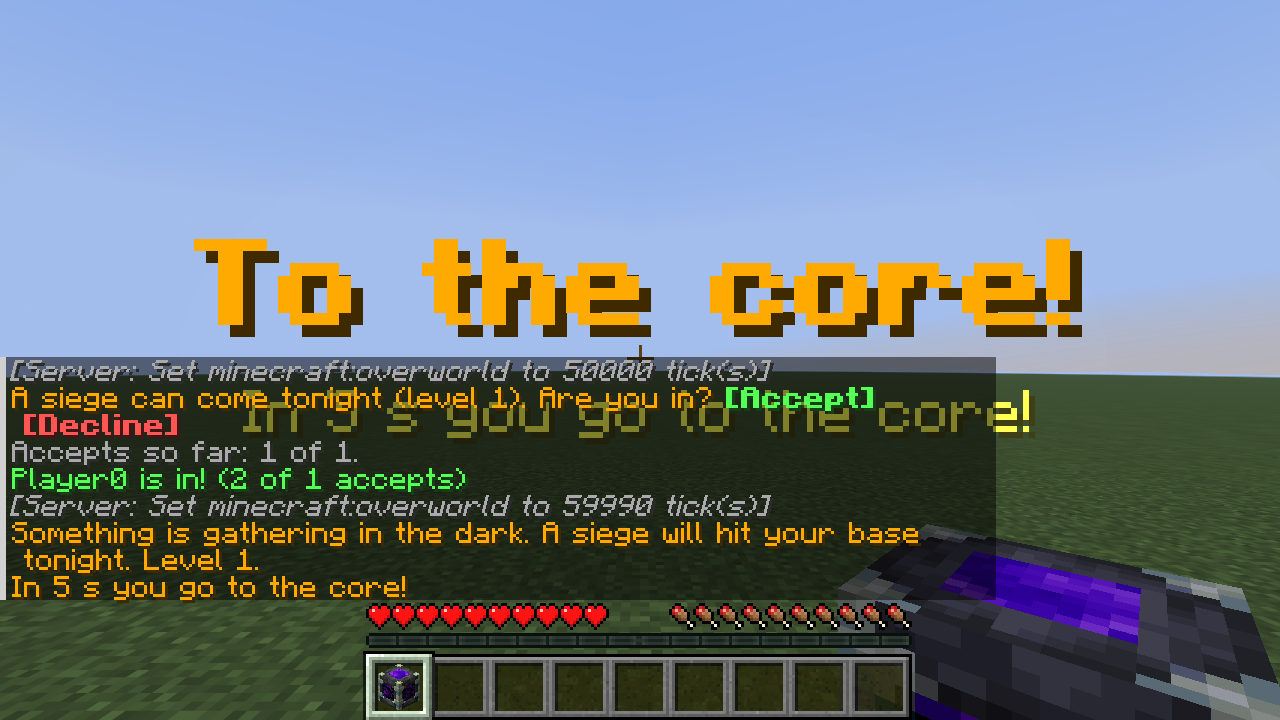 To the core!
In 5 s you go to the core!
[Server: Set minecraft:overworld to 50000 tick(s)]
A siege can come tonight (level 1). Are you in? [Accept]
[Decline]
Accepts so far: 1 of 1.
Player0 is in! (2 of 1 accepts)
[Server: Set minecraft:overworld to 59990 tick(s)]
Something is gathering in the dark. A siege will hit your base
tonight. Level 1.
In 5 s you go to the core!